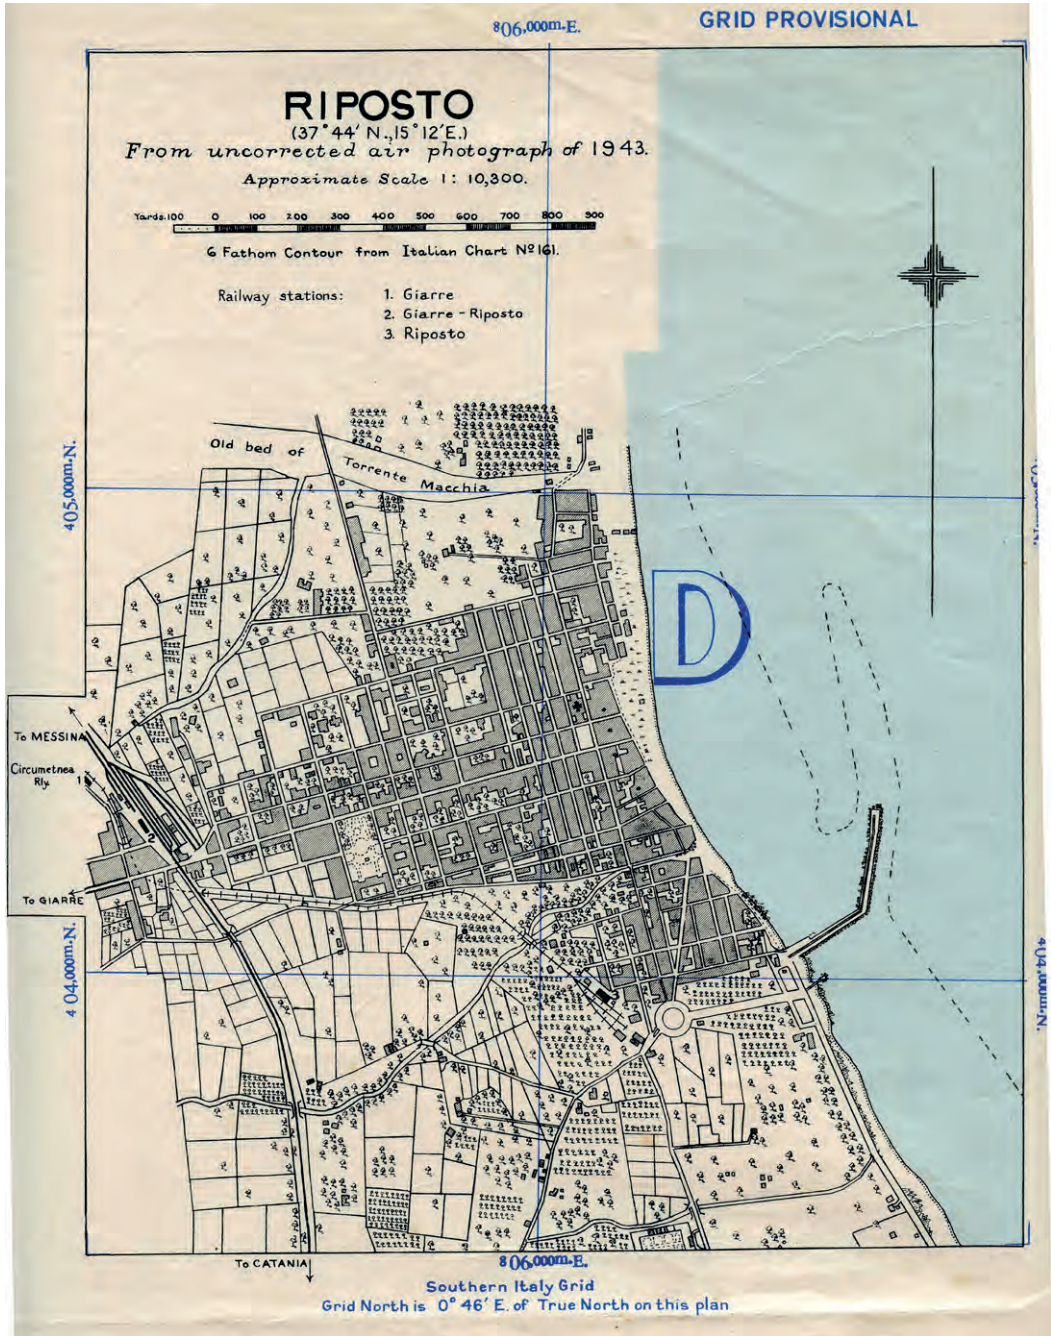 806,000m.E.
GRID PROVISIONAL
RIPOSTO
(37°44' N.,15°12'E.)
From uncorrected air photograph of 1943.
Approximate Scale 1: 10,300.
Yards.100 0 100 200 300 400 500 600 700 800 900
6 Fathom Contour from Italian Chart Nº161.
Railway stations: 1. Giarre
2. Giarre - Riposto
3. Riposto
Old bed of Torrente Macchia
405,000m.N.
D
To MESSINA
Circumetnea
Rly.
1
2
To GIARRE
404,000m.N.
404,000m.N.
To CATANIA
806,000m.E.
Southern Italy Grid
Grid North is 0° 46' E. of True North on this plan